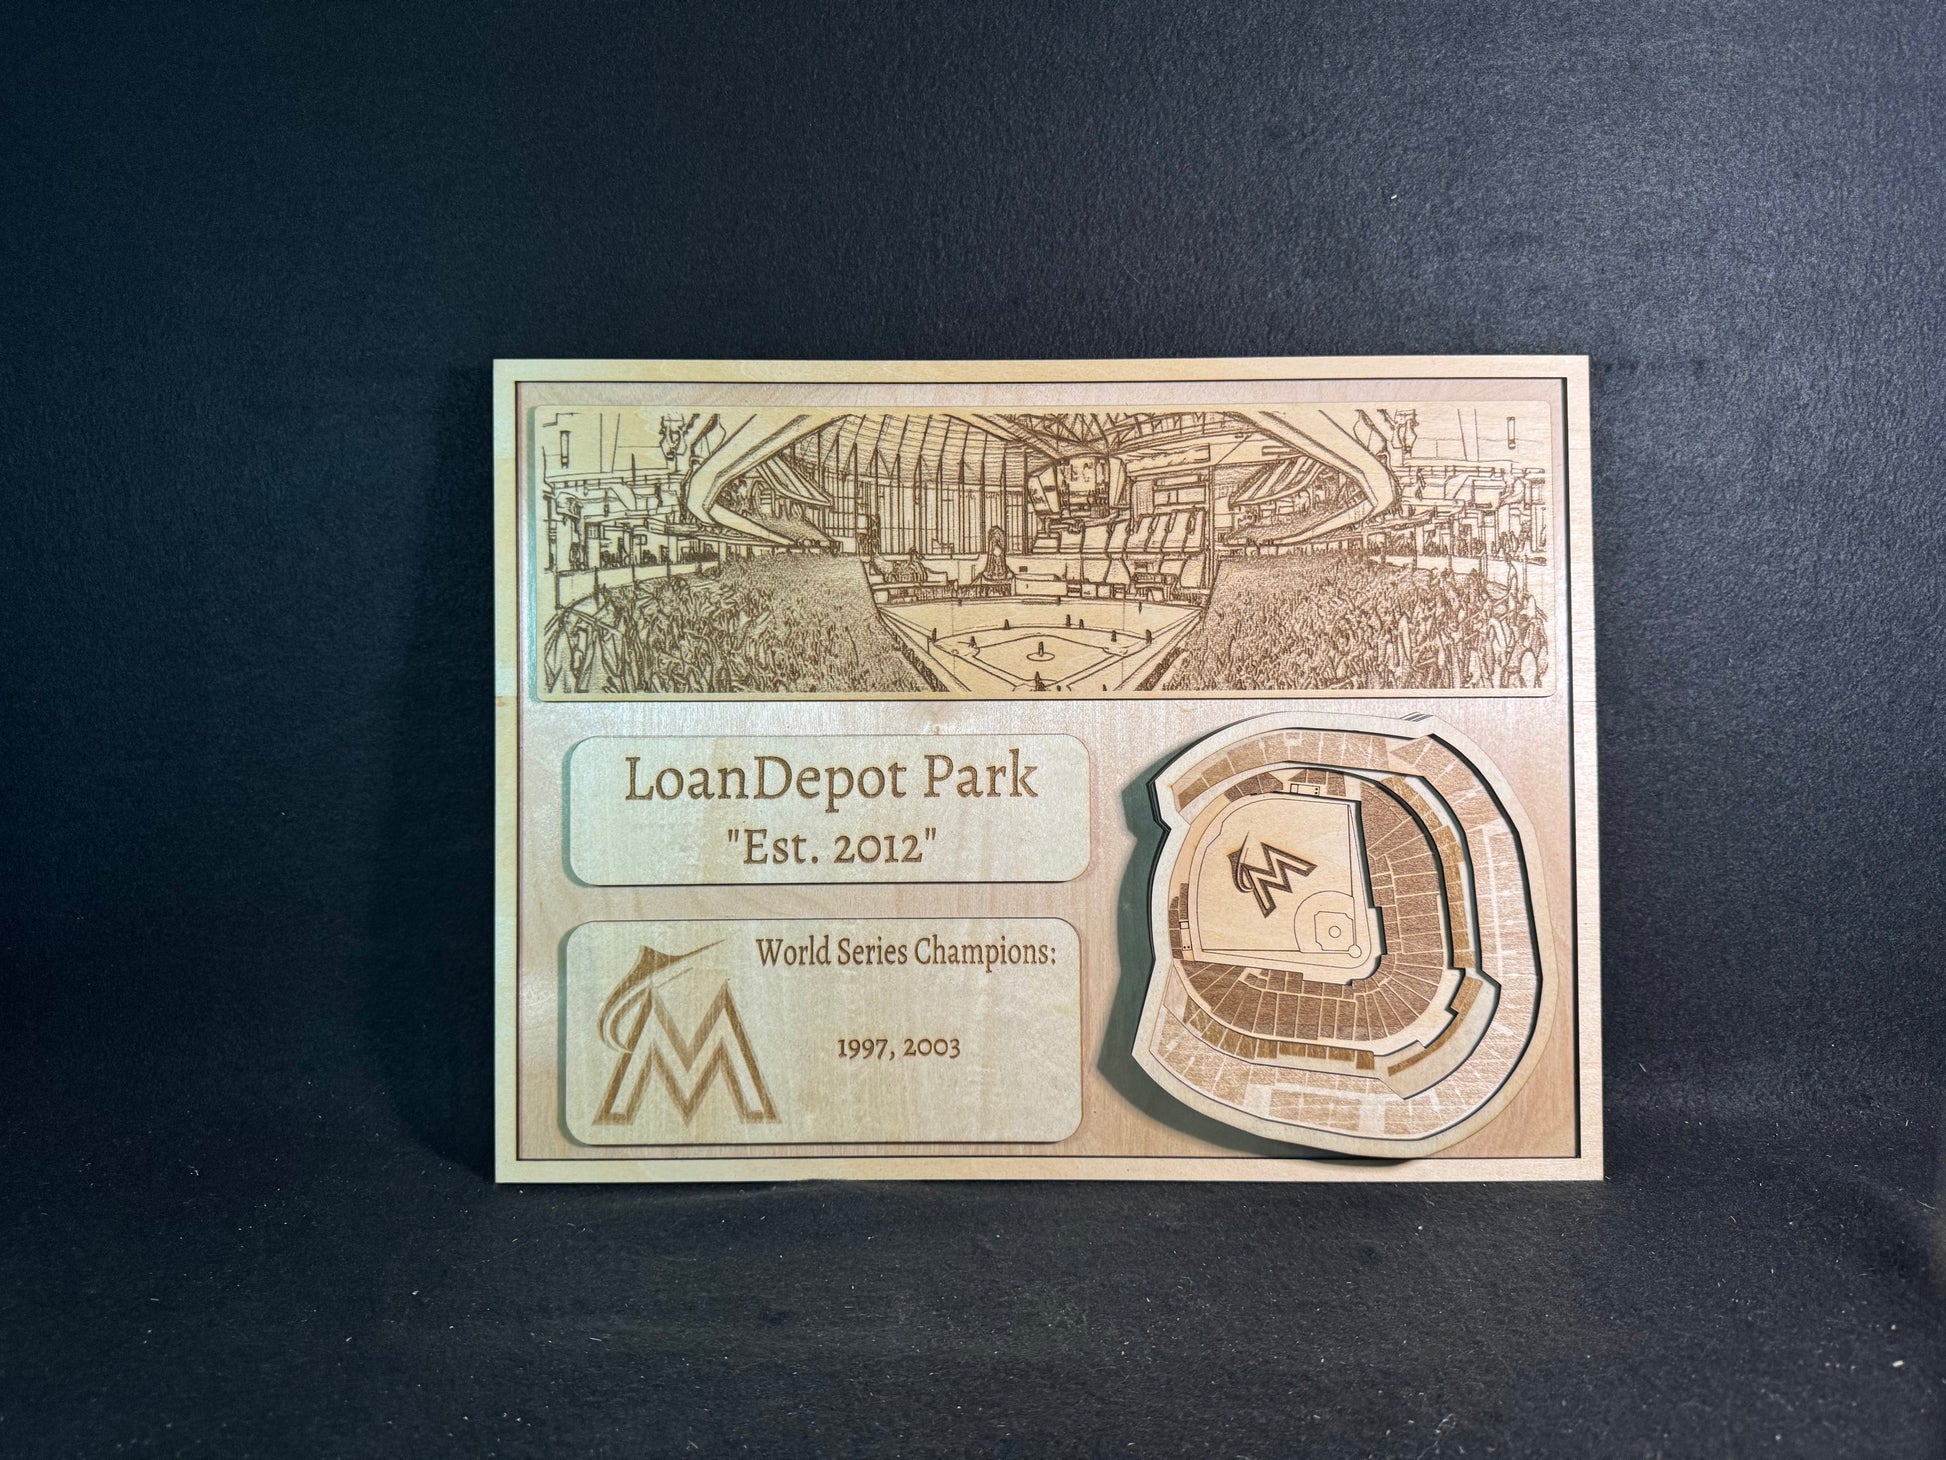 LoanDepot Park
"Est. 2012"
World Series Champions:
M
1997, 2003
M